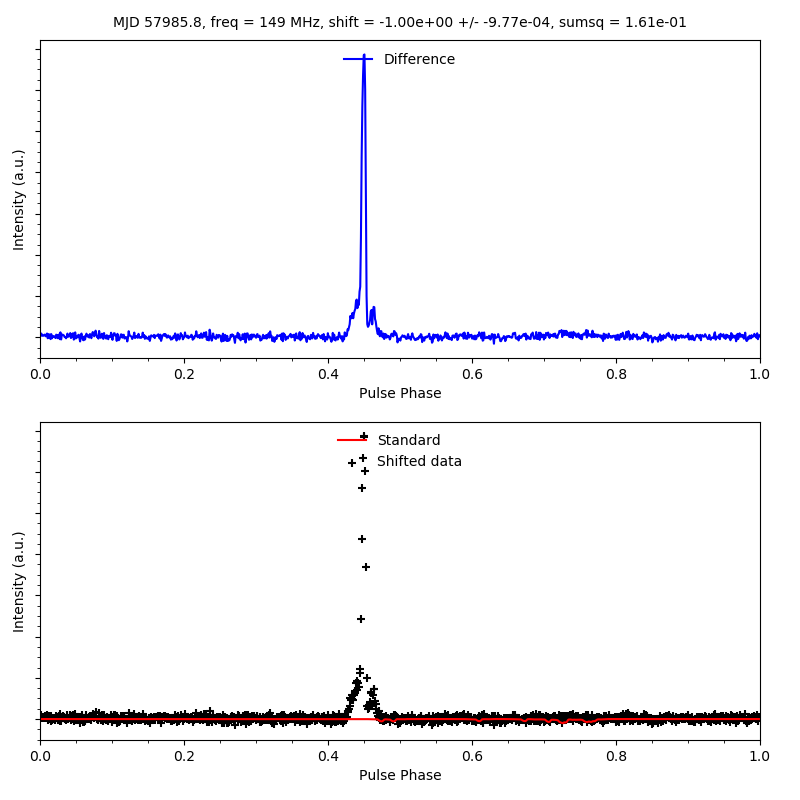 MJD 57985.8, freq = 149 MHz, shift = -1.00e+00 +/- -9.77e-04, sumsq = 1.61e-01
Difference
Intensity (a.u.)
0.0 0.2 0.4 0.6 0.8 1.0
Pulse Phase
Standard
Shifted data
Intensity (a.u.)
0.0 0.2 0.4 0.6 0.8 1.0
Pulse Phase